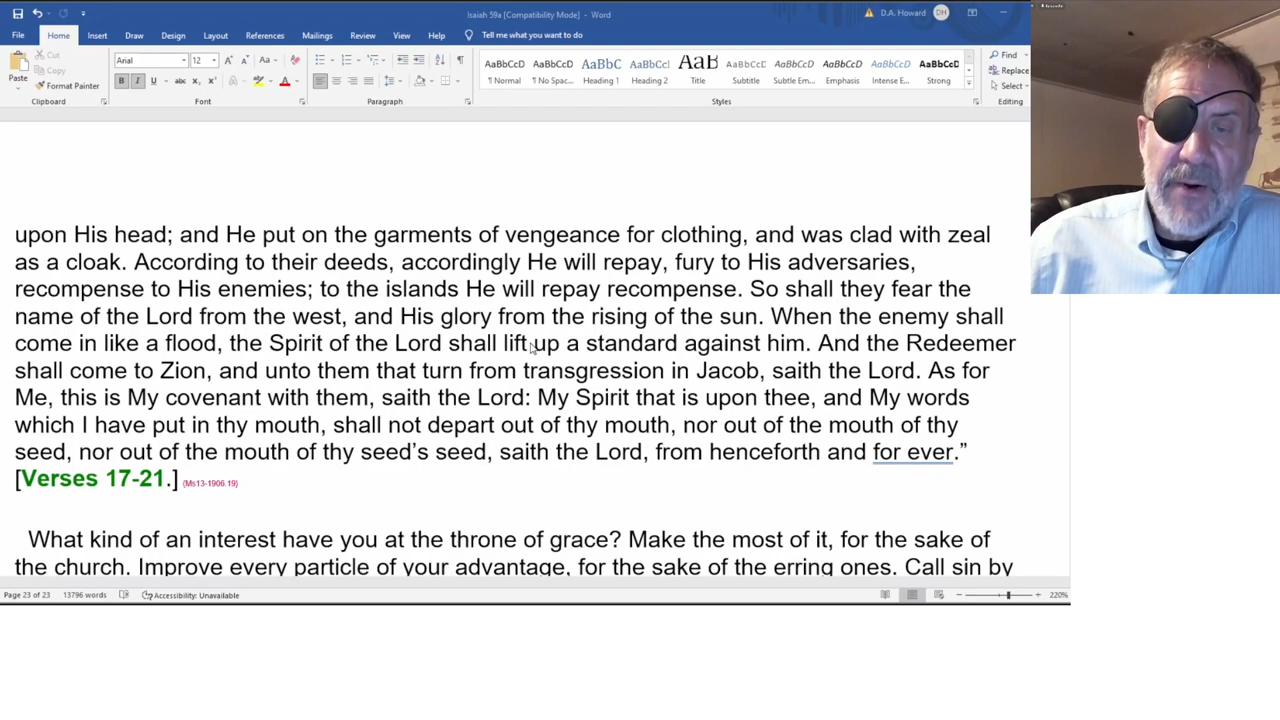 Isaiah 59a [Compatibility Mode] - Word
D.A. Howard
DH
File Home Insert Draw Design Layout References Mailings Review View Help Tell me what you want to do
Paste
Cut
Copy
Format Painter
Clipboard
Arial 12
Font
Paragraph
AaBbCcD AaBbCcD AaBbC AaBbCcD AaB AaBbCcD AaBbCcD AaBbCcD AaBbCcD AaBbCcD
¶ Normal ¶ No Spac... Heading 1 Heading 2 Title Subtitle Subtle Em... Emphasis Intense E... Strong
Styles
Find
Replace
Select
Editing
upon His head; and He put on the garments of vengeance for clothing, and was clad with zeal
as a cloak. According to their deeds, accordingly He will repay, fury to His adversaries,
recompense to His enemies; to the islands He will repay recompense. So shall they fear the
name of the Lord from the west, and His glory from the rising of the sun. When the enemy shall
come in like a flood, the Spirit of the Lord shall lift up a standard against him. And the Redeemer
shall come to Zion, and unto them that turn from transgression in Jacob, saith the Lord. As for
Me, this is My covenant with them, saith the Lord: My Spirit that is upon thee, and My words
which I have put in thy mouth, shall not depart out of thy mouth, nor out of the mouth of thy
seed, nor out of the mouth of thy seed’s seed, saith the Lord, from henceforth and for ever.”
[Verses 17-21.] (Ms13-1906.19)
What kind of an interest have you at the throne of grace? Make the most of it, for the sake of
the church. Improve every particle of your advantage, for the sake of the erring ones. Call sin by
Page 23 of 23 13796 words Accessibility: Unavailable 220%